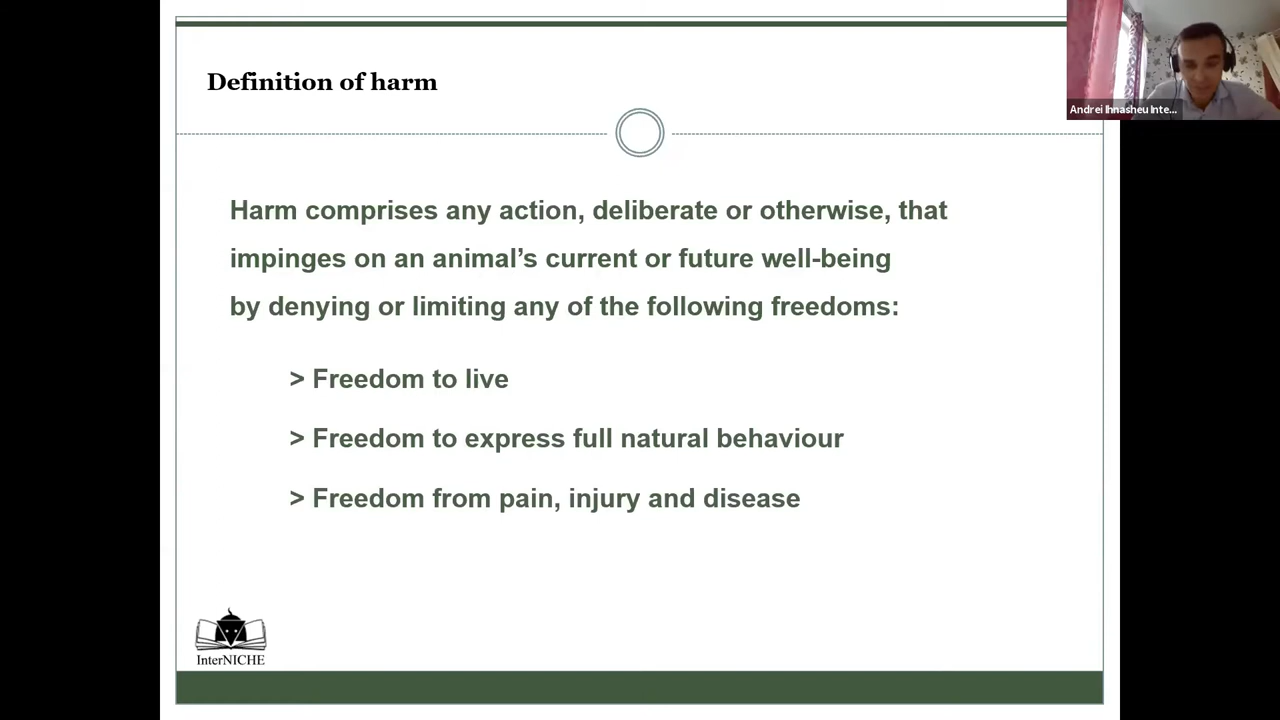 Definition of harm
Andrei Ihnasheu Inte...
Harm comprises any action, deliberate or otherwise, that
impinges on an animal’s current or future well-being
by denying or limiting any of the following freedoms:
> Freedom to live
> Freedom to express full natural behaviour
> Freedom from pain, injury and disease
InterNICHE